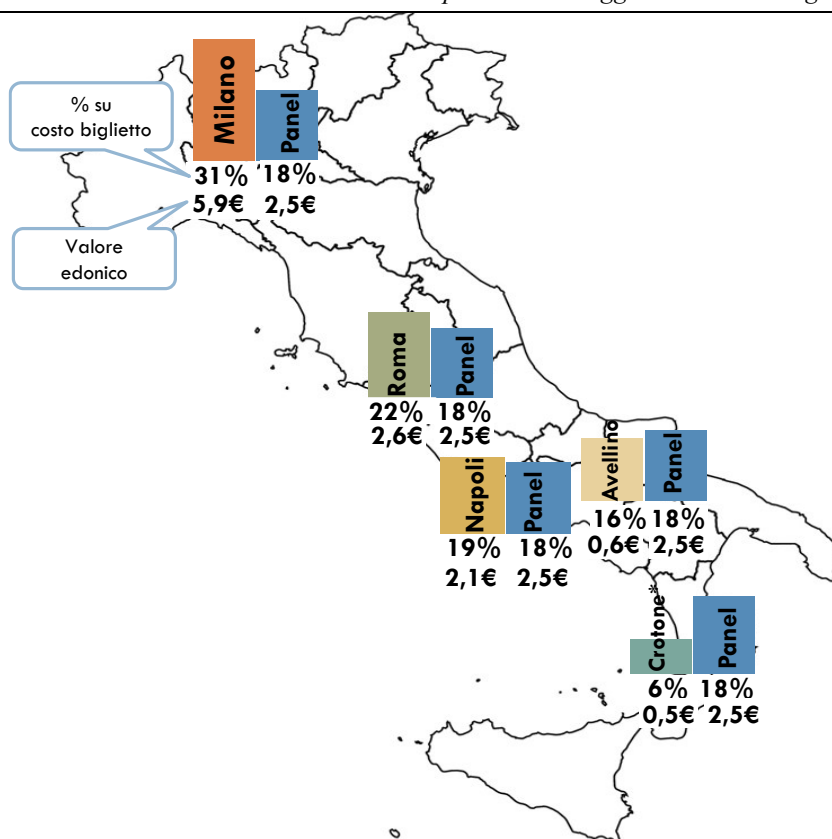 % su
costo biglietto
Milano
Panel
31% 18%
5,9€ 2,5€
Valore
edonico
Roma
Panel
22% 18%
2,6€ 2,5€
Napoli
Panel
19% 18%
2,1€ 2,5€
Avellino
Panel
16% 18%
0,6€ 2,5€
Crotone*
Panel
6% 18%
0,5€ 2,5€